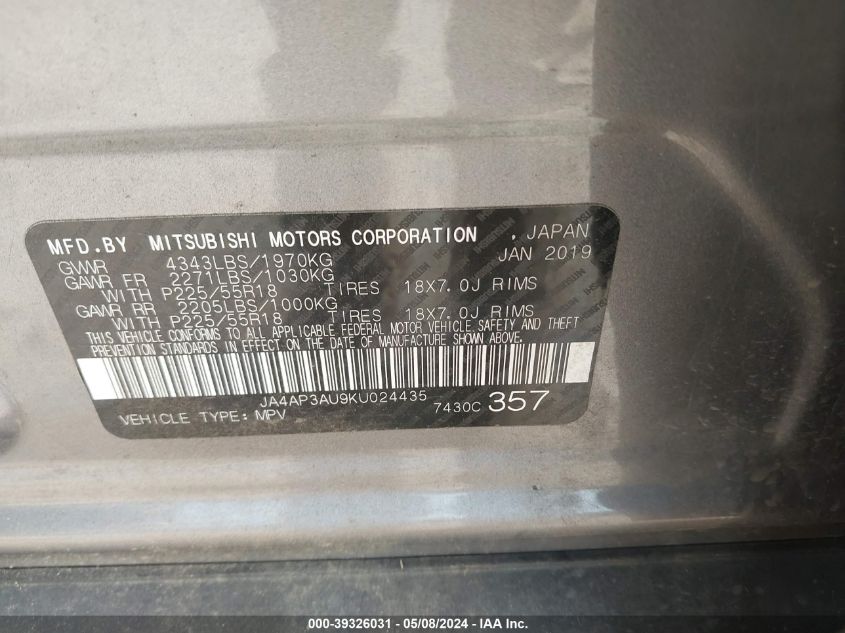 MFD.BY MITSUBISHI MOTORS CORPORATION , JAPAN
GVWR 4343LBS/1970KG JAN 2019
GAWR FR 2271LBS/1030KG
WITH P225/55R18 TIRES 18X7.0J RIMS
GAWR RR 2205LBS/1000KG
WITH P225/55R18 TIRES 18X7.0J RIMS
THIS VEHICLE CONFORMS TO ALL APPLICABLE FEDERAL MOTOR VEHICLE SAFETY AND THEFT
PREVENTION STANDARDS IN EFFECT ON THE DATE OF MANUFACTURE SHOWN ABOVE.
JA4AP3AU9KU024435
VEHICLE TYPE: MPV 7430C 357
000-39326031 - 05/08/2024 - IAA, Inc.